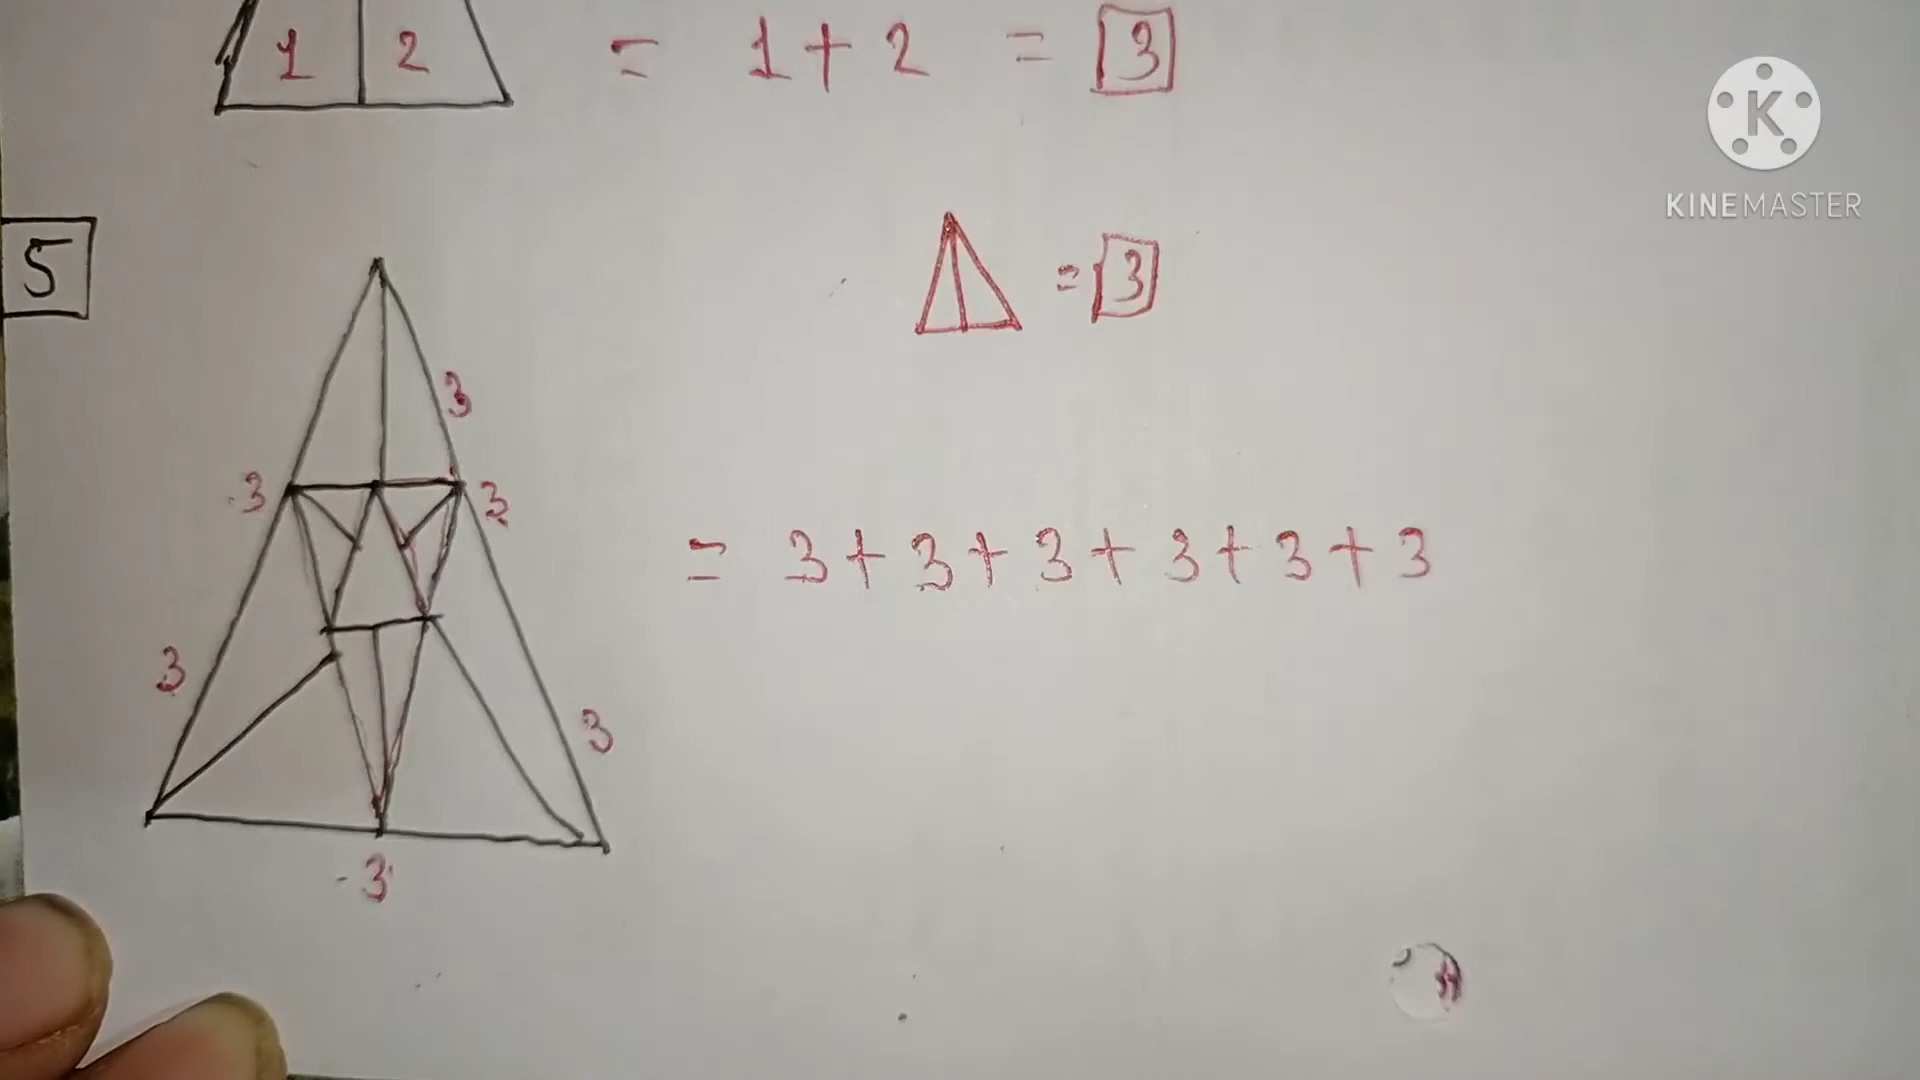 1 2 = 1 + 2 = 3
K
KINEMASTER
5
= 3
3
3 3
= 3 + 3 + 3 + 3 + 3 + 3
3
3
3